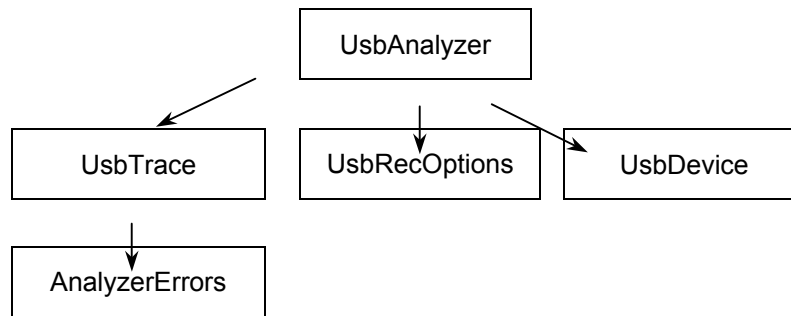 UsbAnalyzer
UsbTrace
UsbRecOptions
UsbDevice
AnalyzerErrors